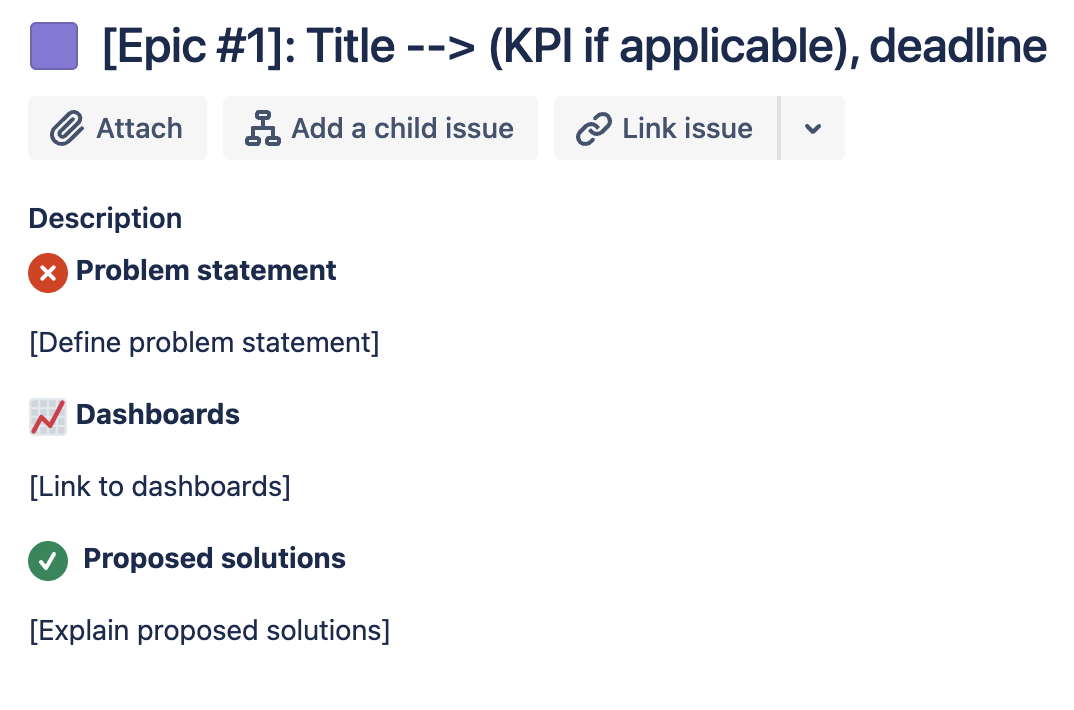 [Epic #1]: Title --> (KPI if applicable), deadline
Attach
Add a child issue
Link issue
Description
Problem statement
[Define problem statement]
Dashboards
[Link to dashboards]
Proposed solutions
[Explain proposed solutions]